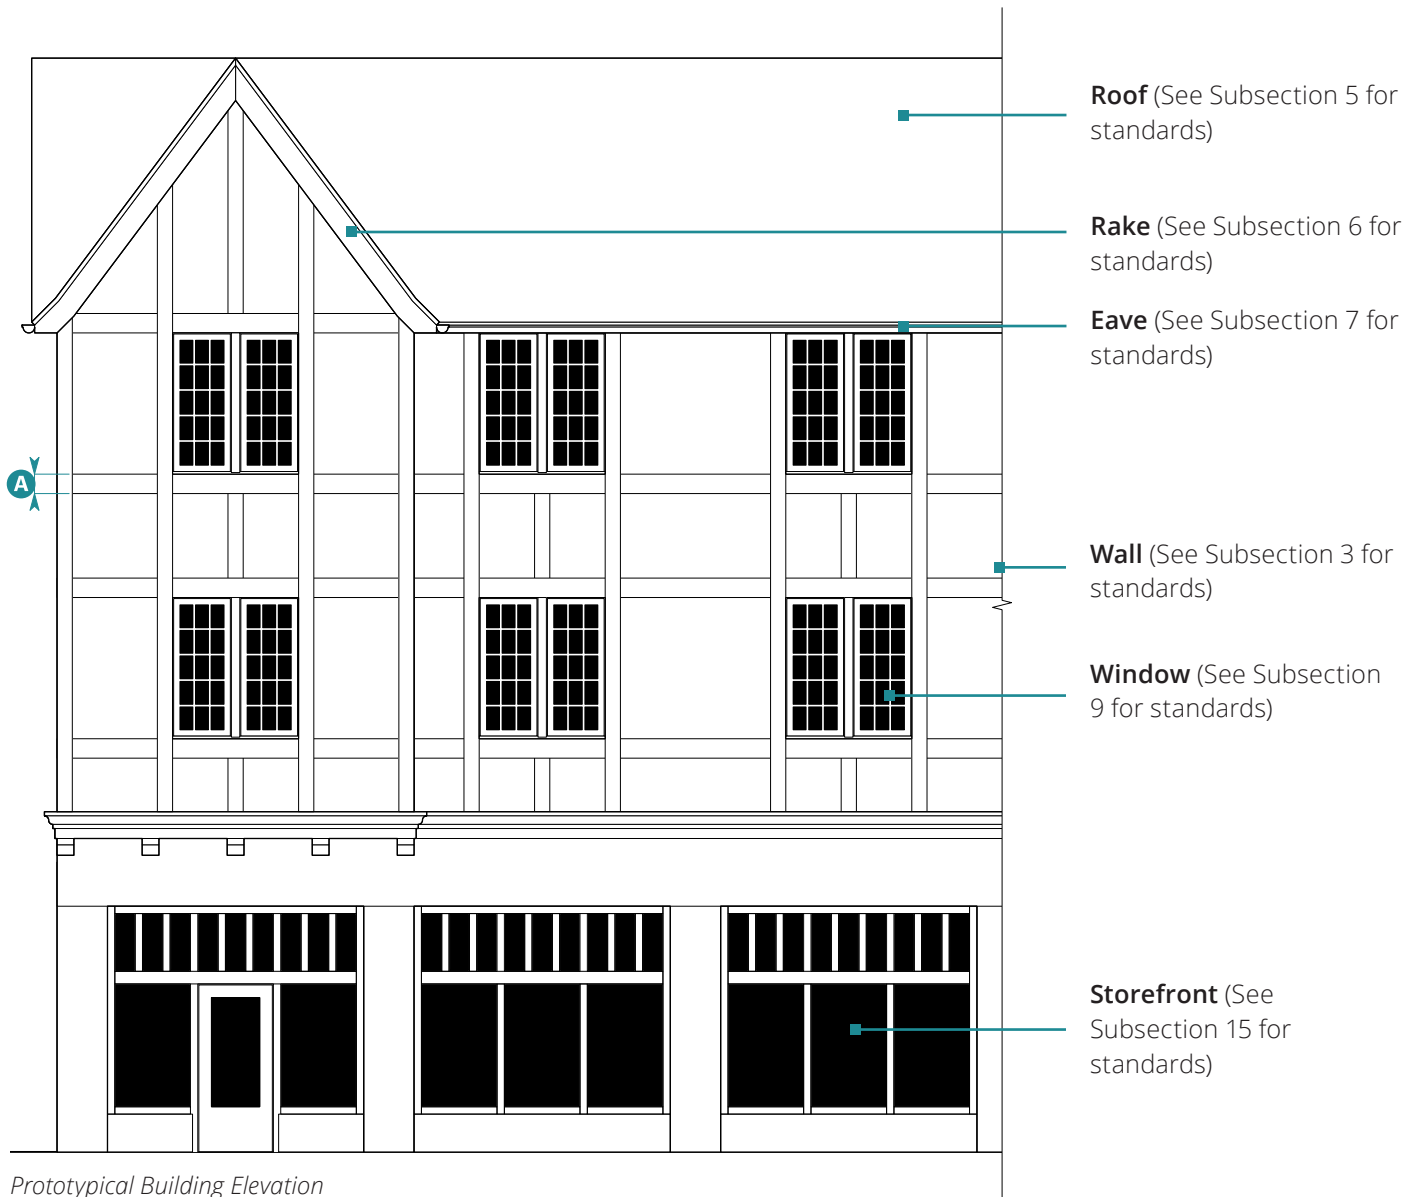 Roof (See Subsection 5 for
standards)
Rake (See Subsection 6 for
standards)
Eave (See Subsection 7 for
standards)
A
Wall (See Subsection 3 for
standards)
Window (See Subsection
9 for standards)
Storefront (See
Subsection 15 for
standards)
Prototypical Building Elevation